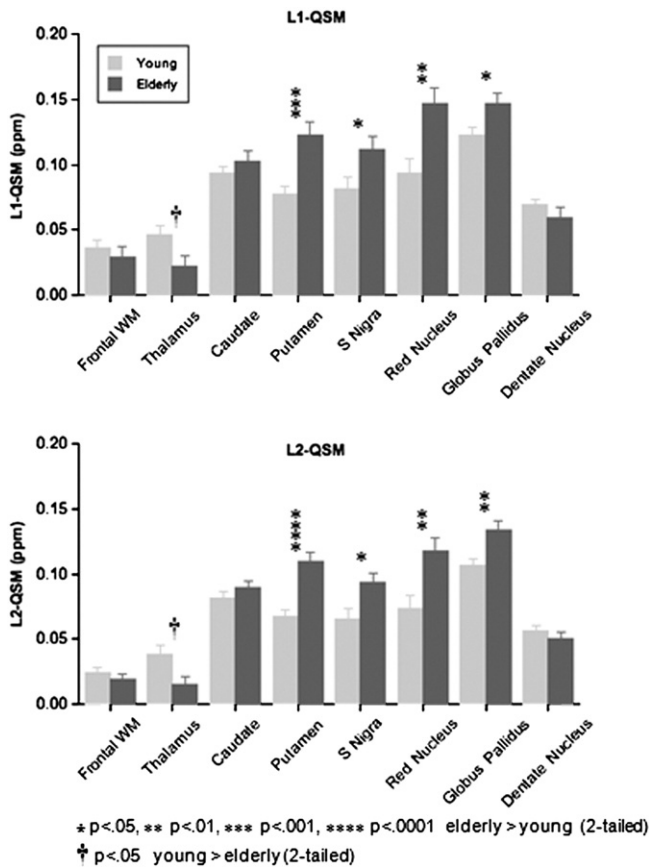 L1-QSM
0.20
Young
Elderly
0.15
***
*
**
*
L1-QSM (ppm)
0.10
†
0.05
0.00
Frontal WM
Thalamus
Caudate
Putamen
S Nigra
Red Nucleus
Globus Pallidus
Dentate Nucleus
L2-QSM
0.20
0.15
****
*
**
**
L2-QSM (ppm)
0.10
†
0.05
0.00
Frontal WM
Thalamus
Caudate
Putamen
S Nigra
Red Nucleus
Globus Pallidus
Dentate Nucleus
* p<.05, ** p<.01, *** p<.001, **** p<.0001 elderly > young (2-tailed)
† p<.05 young > elderly (2-tailed)